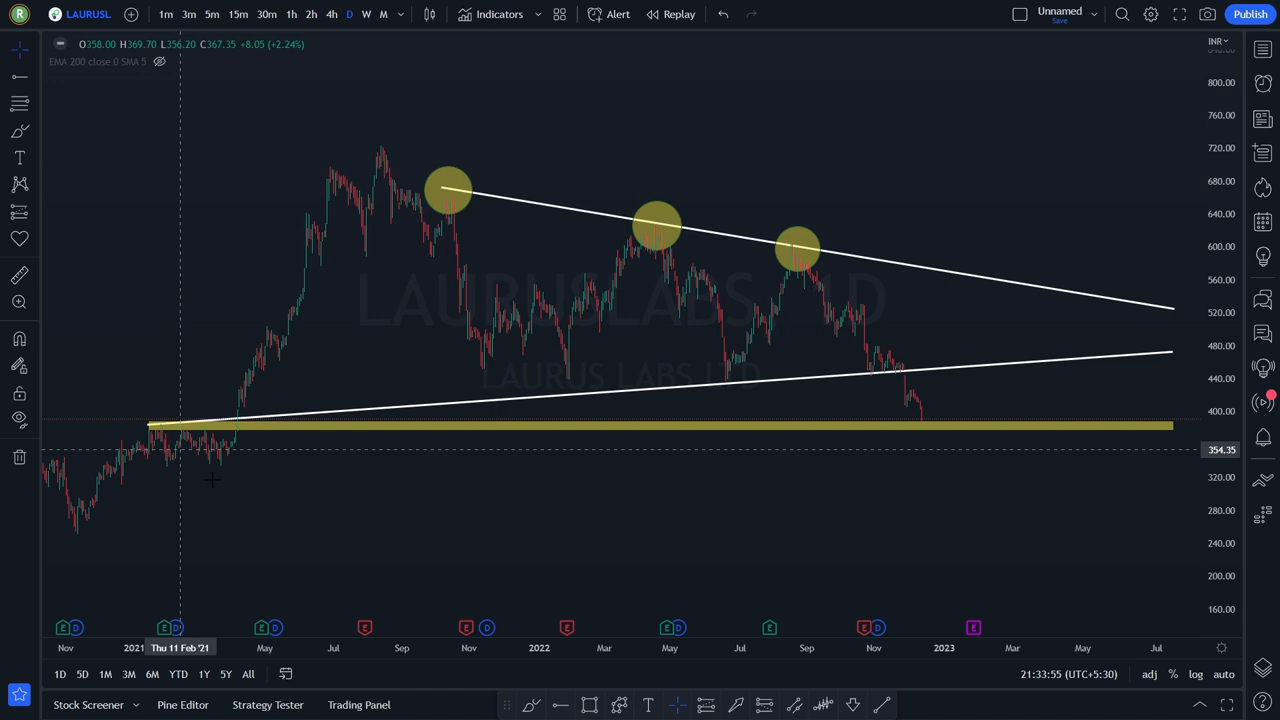 R LAURUSL 1m 3m 5m 15m 30m 1h 2h 4h D W M Indicators Alert Replay Unnamed Save Publish
O358.00 H369.70 L356.20 C367.35 +8.05 (+2.24%) INR
EMA 200 close 0 SMA 5
800.00
760.00
720.00
680.00
640.00
600.00
LAURUSLABS, 1D
560.00
520.00
480.00
LAURUS LABS LTD
440.00
400.00
354.35
320.00
280.00
240.00
200.00
160.00
E D E D E D E E D E E D E E D E
Nov 2021 Thu 11 Feb '21 May Jul Sep Nov 2022 Mar May Jul Sep Nov 2023 Mar May Jul
1D 5D 1M 3M 6M YTD 1Y 5Y All 21:33:55 (UTC+5:30) adj % log auto
Stock Screener Pine Editor Strategy Tester Trading Panel